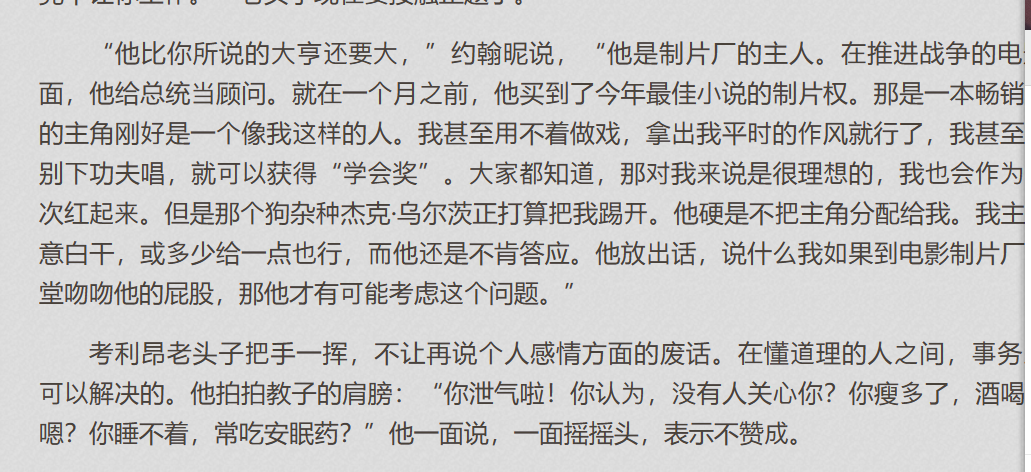 “他比你所说的大亨还要大，”约翰昵说，“他是制片厂的主人。在推进战争的电
面，他给总统当顾问。就在一个月之前，他买到了今年最佳小说的制片权。那是一本畅销
的主角刚好是一个像我这样的人。我甚至用不着做戏，拿出我平时的作风就行了，我甚至
别下功夫唱，就可以获得“学会奖”。大家都知道，那对我来说是很理想的，我也会作为
次红起来。但是那个狗杂种杰克·乌尔茨正打算把我踢开。他硬是不把主角分配给我。我主
意白干，或多少给一点也行，而他还是不肯答应。他放出话，说什么我如果到电影制片厂
堂吻吻他的屁股，那他才有可能考虑这个问题。”
考利昂老头子把手一挥，不让再说个人感情方面的废话。在懂道理的人之间，事务
可以解决的。他拍拍教子的肩膀：“你泄气啦！你认为，没有人关心你？你瘦多了，酒喝
嗯？你睡不着，常吃安眠药？”他一面说，一面摇摇头，表示不赞成。